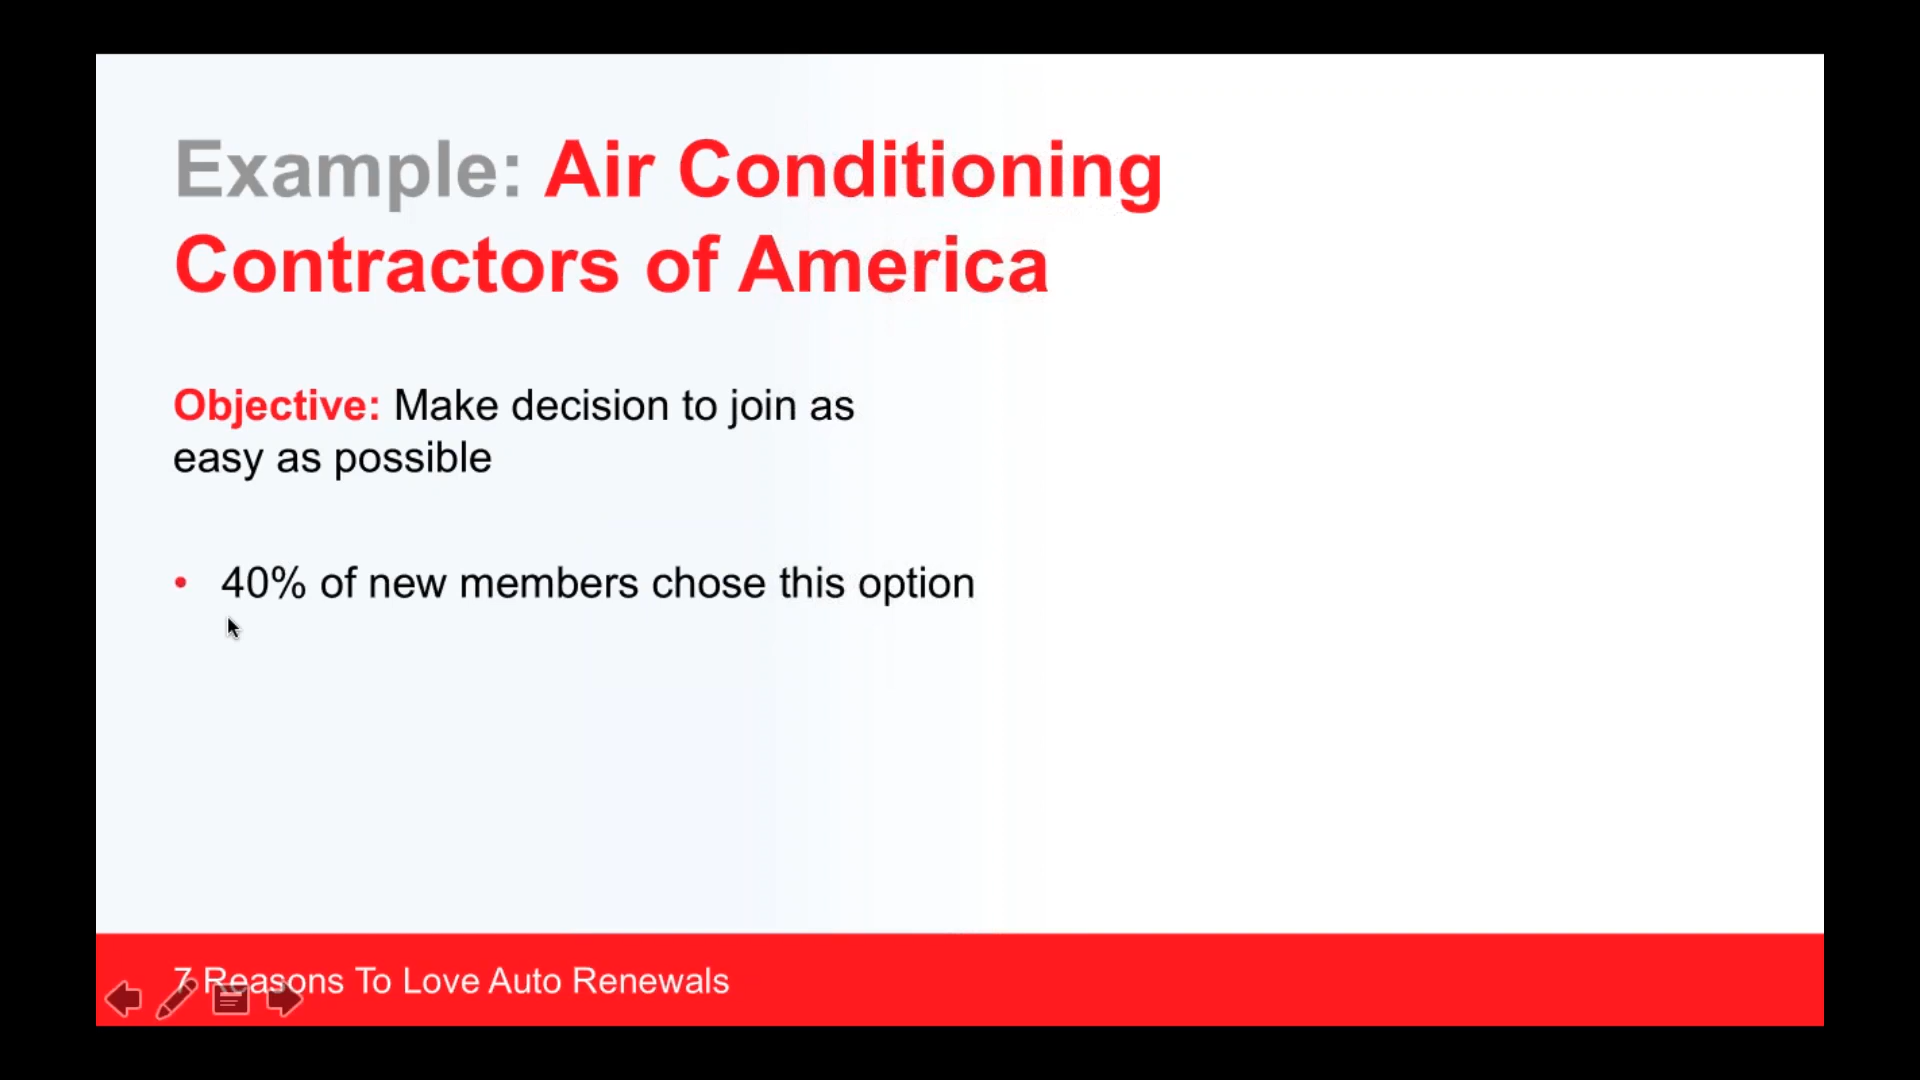 Example: Air Conditioning
Contractors of America
Objective: Make decision to join as
easy as possible
• 40% of new members chose this option
7 Reasons To Love Auto Renewals